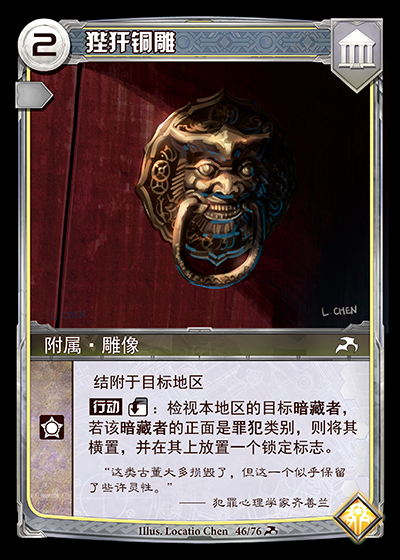 2 狴犴铜雕
L. CHEN
附属·雕像
结附于目标地区
行动 : 检视本地区的目标暗藏者,
若该暗藏者的正面是罪犯类别,则将其
横置,并在其上放置一个锁定标志。
“这类古董大多损毁了,但这一个似乎保留
了些许灵性。”
—— 犯罪心理学家齐善兰
Illus. Locatio Chen 46/76